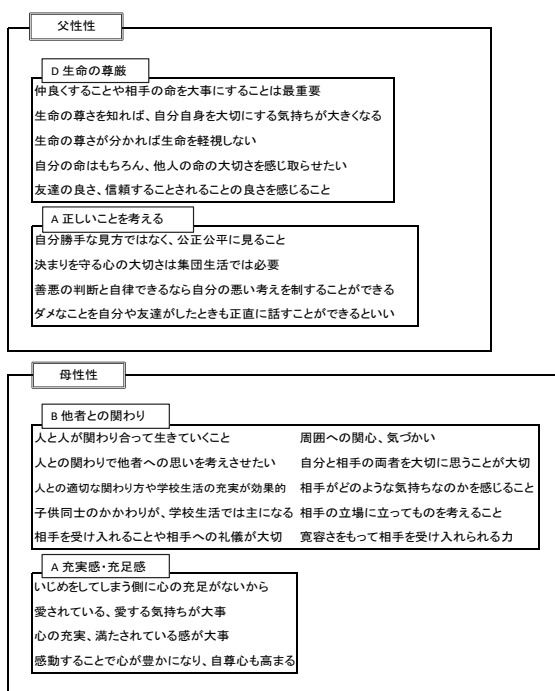 父性性
D 生命の尊厳
仲良くすることや相手の命を大事にすることは最重要
生命の尊さを知れば、自分自身を大切にする気持ちが大きくなる
生命の尊さが分かれば生命を軽視しない
自分の命はもちろん、他人の命の大切さを感じ取らせたい
友達の良さ、信頼することされることの良さを感じること
A 正しいことを考える
自分勝手な見方ではなく、公正公平に見ること
決まりを守る心の大切さは集団生活では必要
善悪の判断と自律できるなら自分の悪い考えを制することができる
ダメなことを自分や友達がしたときも正直に話すことができるといい
母性性
B 他者との関わり
人と人が関わり合って生きていくこと
人との関わりで他者への思いを考えさせたい
人との適切な関わり方や学校生活の充実が効果的
子供同士のかかわりが、学校生活では主になる
相手を受け入れることや相手への礼儀が大切
周囲への関心、気づかい
自分と相手の両者を大切に思うことが大切
相手がどのような気持ちなのかを感じること
相手の立場に立ってものを考えること
寛容さをもって相手を受け入れられる力
A 充実感・充足感
いじめをしてしまう側に心の充足がないから
愛されている、愛する気持ちが大事
心の充実、満たされている感が大事
感動することで心が豊かになり、自尊心も高まる